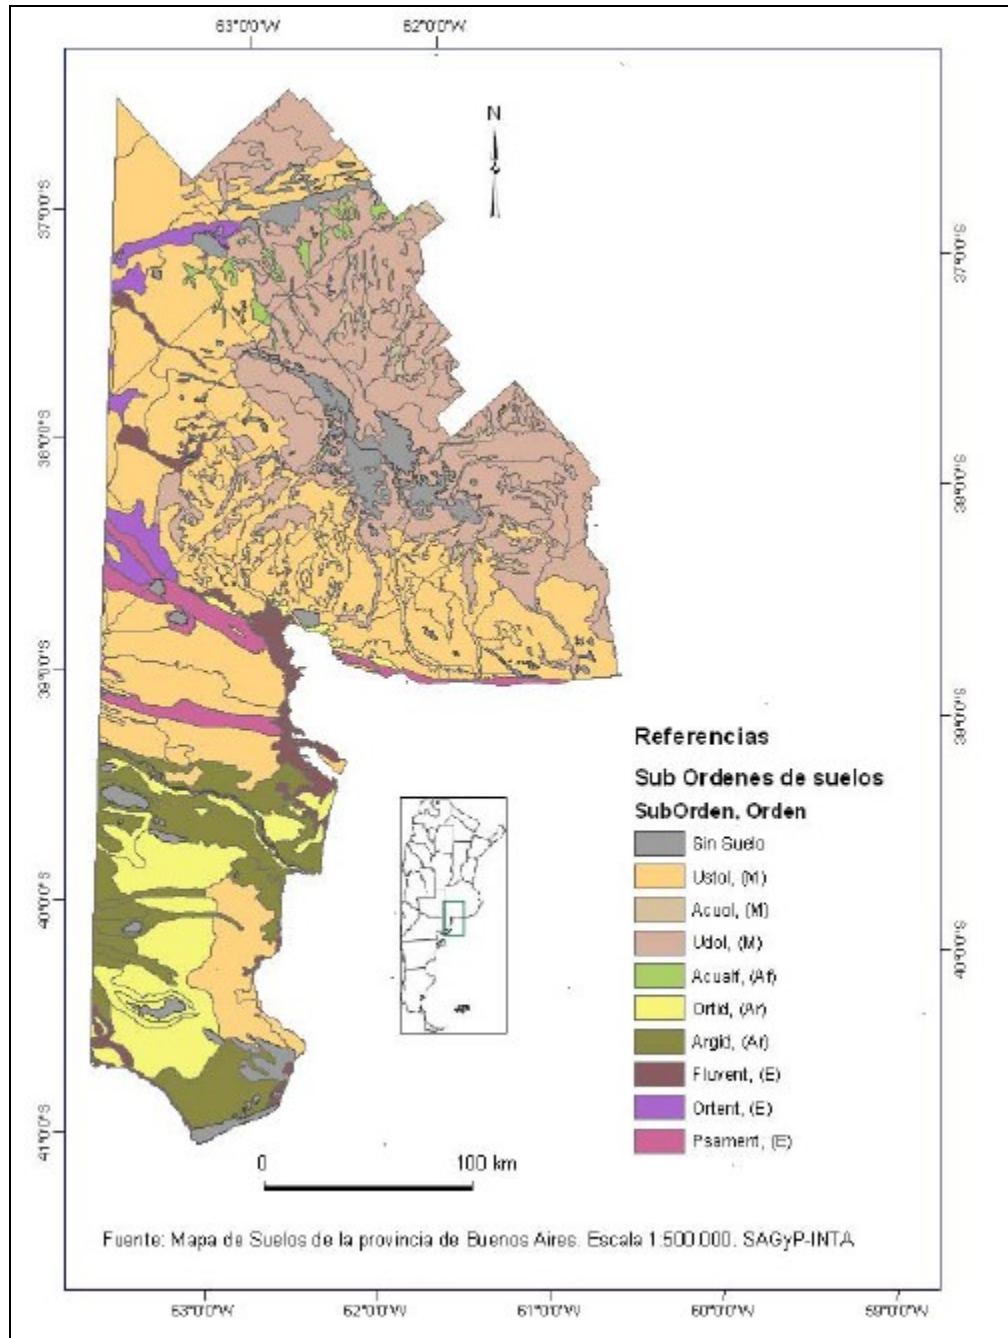 63°0'0"W 62°0'0"W
N
37°0'0"S
37°0'0"S
38°0'0"S
38°0'0"S
39°0'0"S
39°0'0"S
40°0'0"S
40°0'0"S
41°0'0"S
Referencias
Sub Ordenes de suelos
SubOrden, Orden
Sin Suelo
Ustol, (M)
Acuol, (M)
Udol, (M)
Acualf, (Af)
Ortid, (Ar)
Argid, (Ar)
Fluvent, (E)
Ortent, (E)
Psament, (E)
0 100 km
Fuente: Mapa de Suelos de la provincia de Buenos Aires. Escala 1:500.000. SAGyP-INTA
63°0'0"W 62°0'0"W 61°0'0"W 60°0'0"W 59°0'0"W